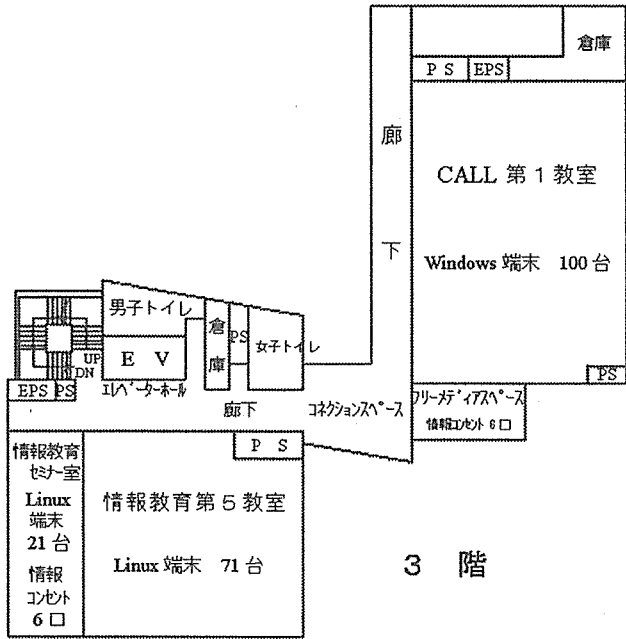 倉庫
P S
EPS
廊下
CALL 第1教室
Windows 端末 100 台
PS
男子トイレ
倉庫
PS
女子トイレ
E V
UP
DN
EPS
PS
エレベーターホール
廊下
コネクションスペース
フリーメディアスペース
情報コンセト 6 口
P S
情報教育
セミナー室
Linux
端末
21 台
情報
コンセント
6 口
情報教育第5教室
Linux 端末 71 台
3 階